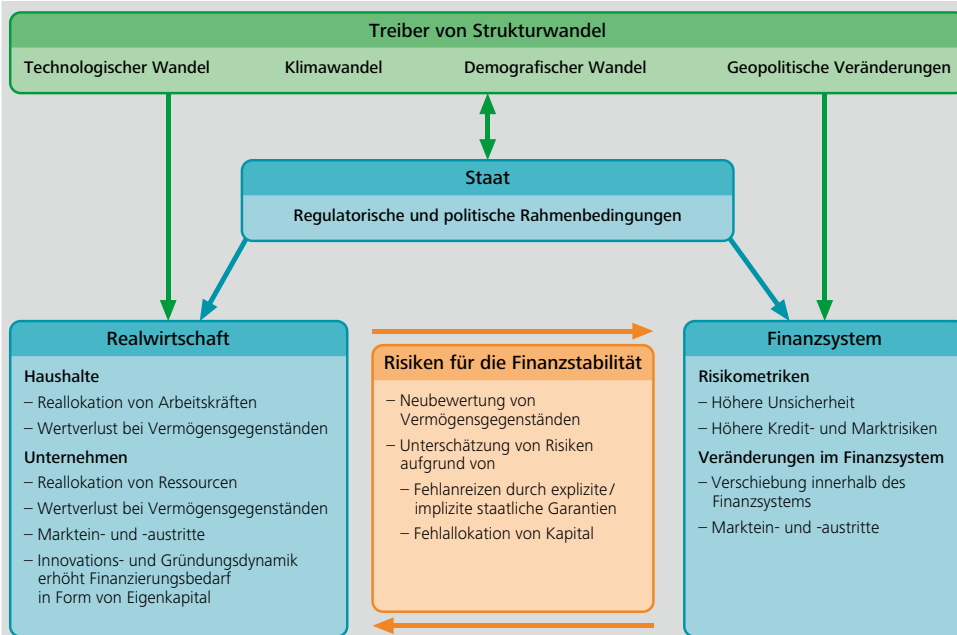 Treiber von Strukturwandel
Technologischer Wandel
Klimawandel
Demografischer Wandel
Geopolitische Veränderungen
Staat
Regulatorische und politische Rahmenbedingungen
Realwirtschaft
Haushalte
– Reallokation von Arbeitskräften
– Wertverlust bei Vermögensgegenständen
Unternehmen
– Reallokation von Ressourcen
– Wertverlust bei Vermögensgegenständen
– Marktein- und -austritte
– Innovations- und Gründungsdynamik
erhöht Finanzierungsbedarf
in Form von Eigenkapital
Risiken für die Finanzstabilität
– Neubewertung von
Vermögensgegenständen
– Unterschätzung von Risiken
aufgrund von
– Fehlanreizen durch explizite/
implizite staatliche Garantien
– Fehlallokation von Kapital
Finanzsystem
Risikometriken
– Höhere Unsicherheit
– Höhere Kredit- und Marktrisiken
Veränderungen im Finanzsystem
– Verschiebung innerhalb des
Finanzsystems
– Marktein- und -austritte